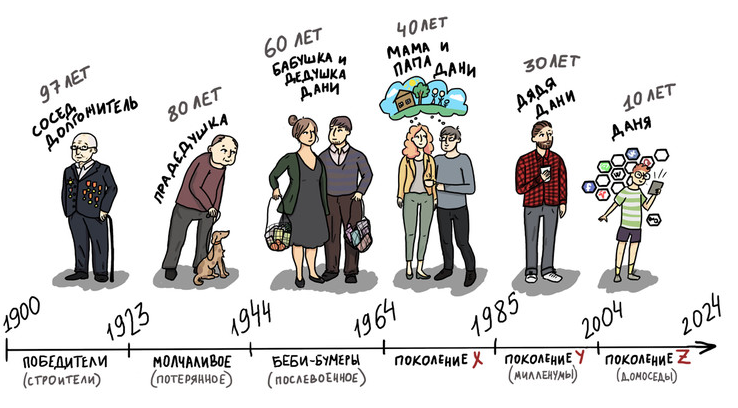 97 ЛЕТ
СОСЕД
ДОЛГОЖИТЕЛЬ
80 ЛЕТ
ПРАДЕДУШКА
60 ЛЕТ
БАБУШКА И
ДЕДУШКА
ДАНИ
40 ЛЕТ
МАМА И
ПАПА
ДАНИ
30 ЛЕТ
ДЯДЯ
ДАНИ
10 ЛЕТ
ДАНЯ
1900
1923
1944
1964
1985
2004
2024
ПОБЕДИТЕЛИ
(СТРОИТЕЛИ)
МОЛЧАЛИВОЕ
(ПОТЕРЯННОЕ)
БЕБИ-БУМЕРЫ
(ПОСЛЕВОЕННОЕ)
ПОКОЛЕНИЕ X
ПОКОЛЕНИЕ Y
(МИЛЛЕНУМЫ)
ПОКОЛЕНИЕ Z
(ДОМОСЕДЫ)